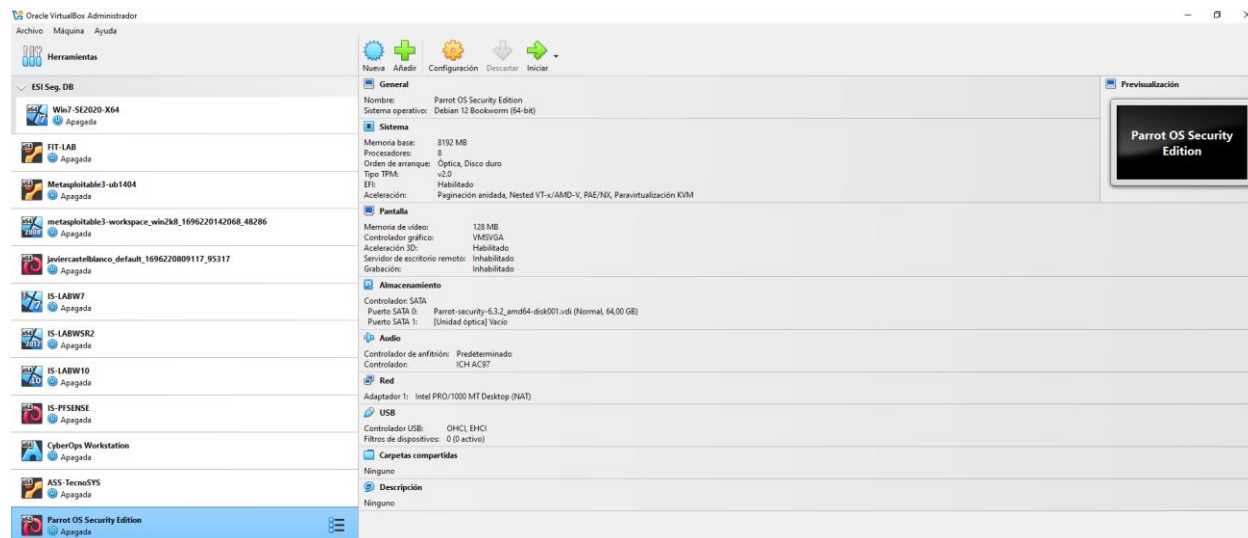 Oracle VirtualBox Administrador
Archivo Máquina Ayuda
Herramientas
ESI Seg. DB
Win7-SE2020-X64
Apagada
FIT-LAB
Apagada
Metasploitable3-ub1404
Apagada
metasploitable3-workspace_win2k8_1696220142068_48286
Apagada
javiercastelblanco_default_1696220809117_95317
Apagada
IS-LABW7
Apagada
IS-LABWSR2
Apagada
IS-LABW10
Apagada
IS-PFSENSE
Apagada
CyberOps Workstation
Apagada
ASS-TecnoSYS
Apagada
Parrot OS Security Edition
Apagada
Nueva Añadir Configuración Descartar Iniciar
General
Nombre: Parrot OS Security Edition
Sistema operativo: Debian 12 Bookworm (64-bit)
Sistema
Memoria base: 8192 MB
Procesadores: 8
Orden de arranque: Óptica, Disco duro
Tipo TPM: v2.0
EFI: Habilitado
Aceleración: Paginación anidada, Nested VT-x/AMD-V, PAE/NX, Paravirtualización KVM
Pantalla
Memoria de vídeo: 128 MB
Controlador gráfico: VMSVGA
Aceleración 3D: Habilitado
Servidor de escritorio remoto: Inhabilitado
Grabación: Inhabilitado
Almacenamiento
Controlador: SATA
Puerto SATA 0: Parrot-security-6.3.2_amd64-disk001.vdi (Normal, 64,00 GB)
Puerto SATA 1: [Unidad óptica] Vacío
Audio
Controlador de anfitrión: Predeterminado
Controlador: ICH AC97
Red
Adaptador 1: Intel PRO/1000 MT Desktop (NAT)
USB
Controlador USB: OHCI, EHCI
Filtros de dispositivos: 0 (0 activo)
Carpetas compartidas
Ninguno
Descripción
Ninguno
Previsualización
Parrot OS Security
Edition